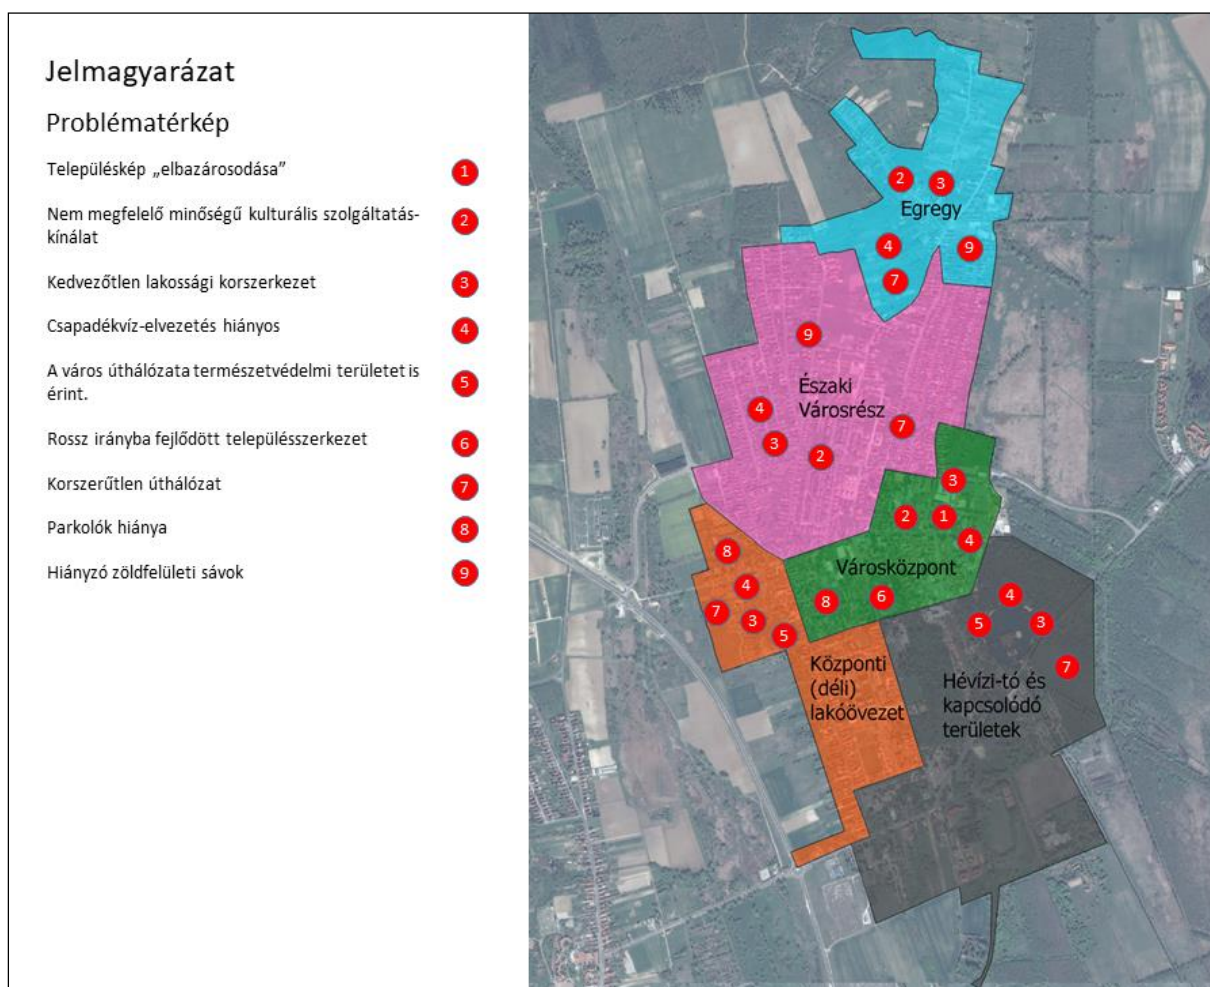 Jelmagyarázat
Problématérkép
Településkép „elbazárosodása” 1
Nem megfelelő minőségű kulturális szolgáltatás-
kínálat 2
Kedvezőtlen lakossági korszerkezet 3
Csapadékvíz-elvezetés hiányos 4
A város úthálózata természetvédelmi területet is
érint. 5
Rossz irányba fejlődött településszerkezet 6
Korszerűtlen úthálózat 7
Parkolók hiánya 8
Hiányzó zöldfelületi sávok 9
2 3
Egregy
4 9
7
9
Északi
Városrész
4
7
3
2
3
2 1
4
Városközpont
8 6
8
4
7 3
5
Központi
(déli)
lakóövezet
4
5 3
7
Hévízi-tó és
kapcsolódó
területek